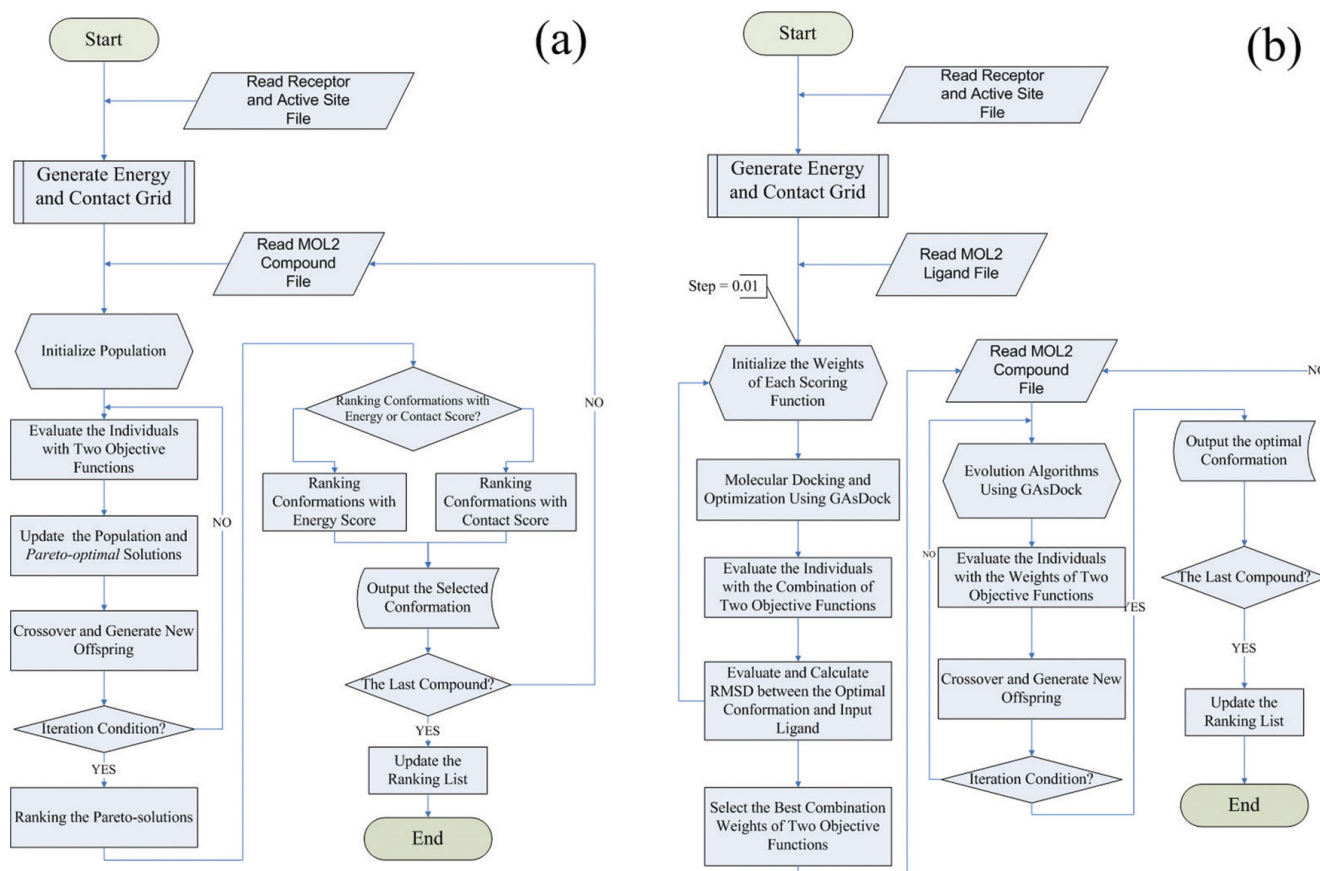 (a)
Start
Read Receptor
and Active Site
File
Generate Energy
and Contact Grid
Read MOL2
Compound
File
Initialize Population
Evaluate the Individuals
with Two Objective
Functions
Update the Population and
Pareto-optimal Solutions
Crossover and Generate New
Offspring
Iteration Condition?
NO
YES
Ranking the Pareto-solutions
Ranking Conformations with
Energy or Contact Score?
Ranking
Conformations with
Energy Score
Ranking
Conformations with
Contact Score
Output the Selected
Conformation
The Last Compound?
NO
YES
Update the
Ranking List
End
(b)
Start
Read Receptor
and Active Site
File
Generate Energy
and Contact Grid
Read MOL2
Ligand File
Step = 0.01
Initialize the Weights
of Each Scoring
Function
Molecular Docking and
Optimization Using GAsDock
Evaluate the Individuals
with the Combination of
Two Objective Functions
Evaluate and Calculate
RMSD between the Optimal
Conformation and Input
Ligand
Select the Best Combination
Weights of Two Objective
Functions
Read MOL2
Compound
File
Evolution Algorithms
Using GAsDock
Evaluate the Individuals
with the Weights of Two
Objective Functions
Crossover and Generate New
Offspring
Iteration Condition?
NO
YES
Output the optimal
Conformation
The Last Compound?
NO
YES
Update the
Ranking List
End